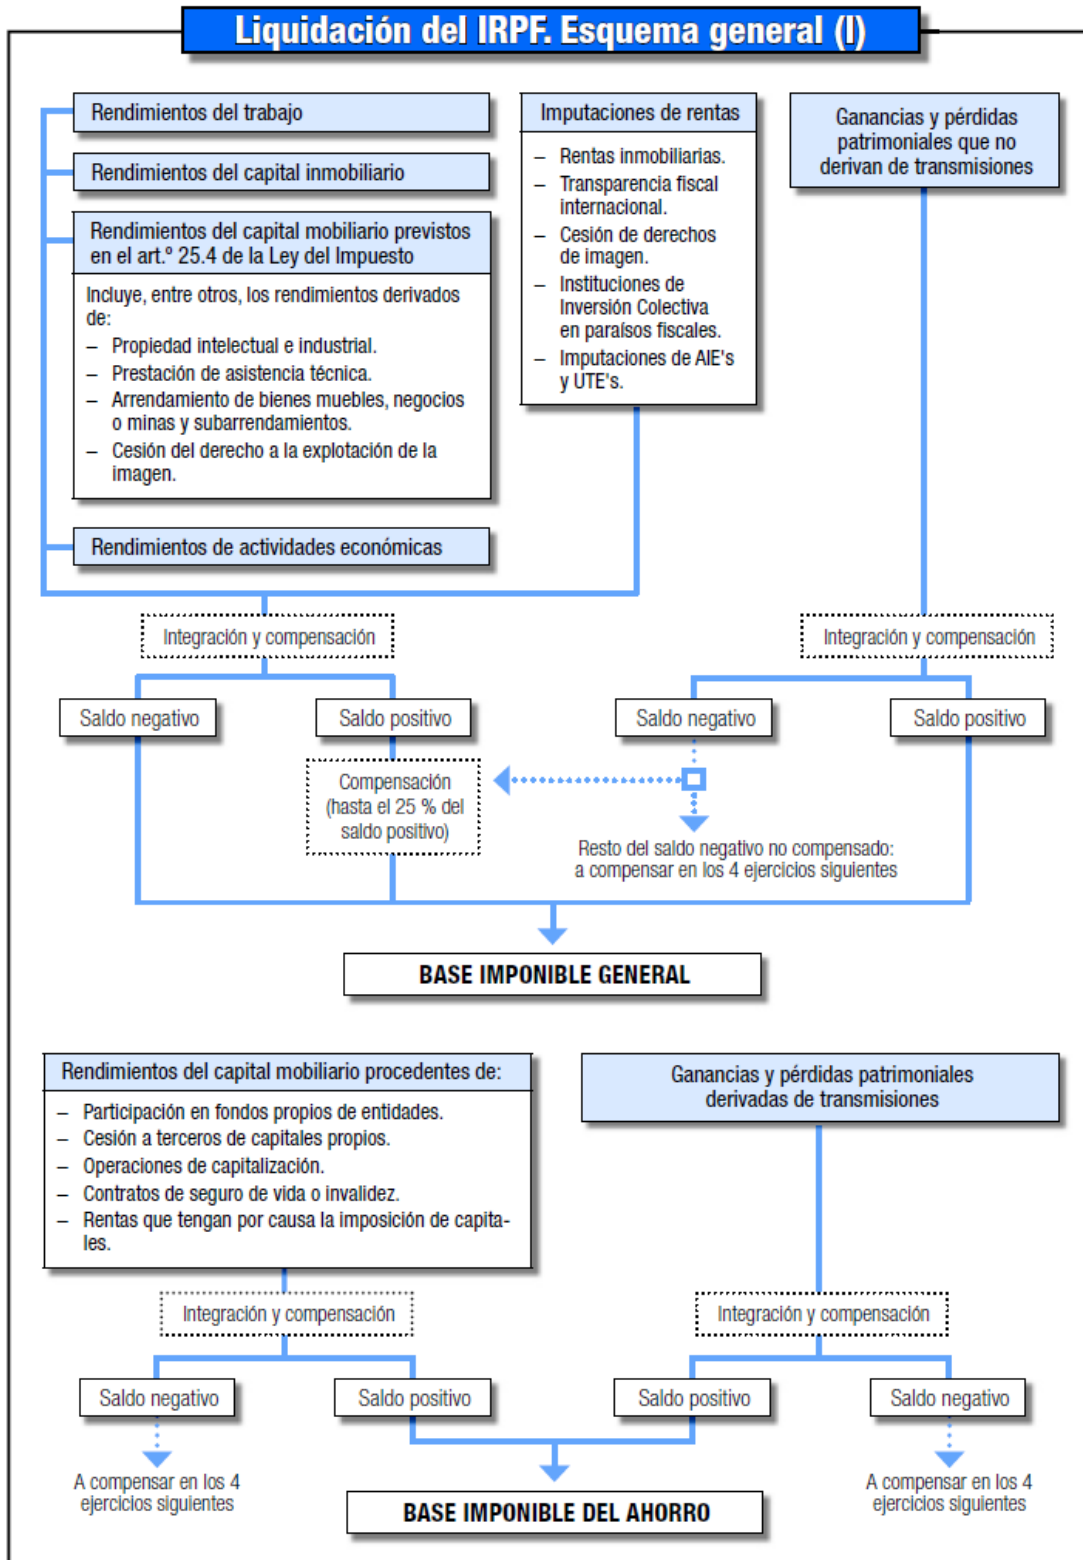 Liquidación del IRPF. Esquema general (I)
Rendimientos del trabajo
Rendimientos del capital inmobiliario
Rendimientos del capital mobiliario previstos
en el art.º 25.4 de la Ley del Impuesto
Incluye, entre otros, los rendimientos derivados
de:
– Propiedad intelectual e industrial.
– Prestación de asistencia técnica.
– Arrendamiento de bienes muebles, negocios
o minas y subarrendamientos.
– Cesión del derecho a la explotación de la
imagen.
Rendimientos de actividades económicas
Imputaciones de rentas
– Rentas inmobiliarias.
– Transparencia fiscal
internacional.
– Cesión de derechos
de imagen.
– Instituciones de
Inversión Colectiva
en paraísos fiscales.
– Imputaciones de AIE's
y UTE's.
Ganancias y pérdidas
patrimoniales que no
derivan de transmisiones
Integración y compensación
Integración y compensación
Saldo negativo
Saldo positivo
Saldo negativo
Saldo positivo
Compensación
(hasta el 25 % del
saldo positivo)
Resto del saldo negativo no compensado:
a compensar en los 4 ejercicios siguientes
BASE IMPONIBLE GENERAL
Rendimientos del capital mobiliario procedentes de:
– Participación en fondos propios de entidades.
– Cesión a terceros de capitales propios.
– Operaciones de capitalización.
– Contratos de seguro de vida o invalidez.
– Rentas que tengan por causa la imposición de capita-
les.
Ganancias y pérdidas patrimoniales
derivadas de transmisiones
Integración y compensación
Integración y compensación
Saldo negativo
Saldo positivo
Saldo positivo
Saldo negativo
A compensar en los 4
ejercicios siguientes
A compensar en los 4
ejercicios siguientes
BASE IMPONIBLE DEL AHORRO